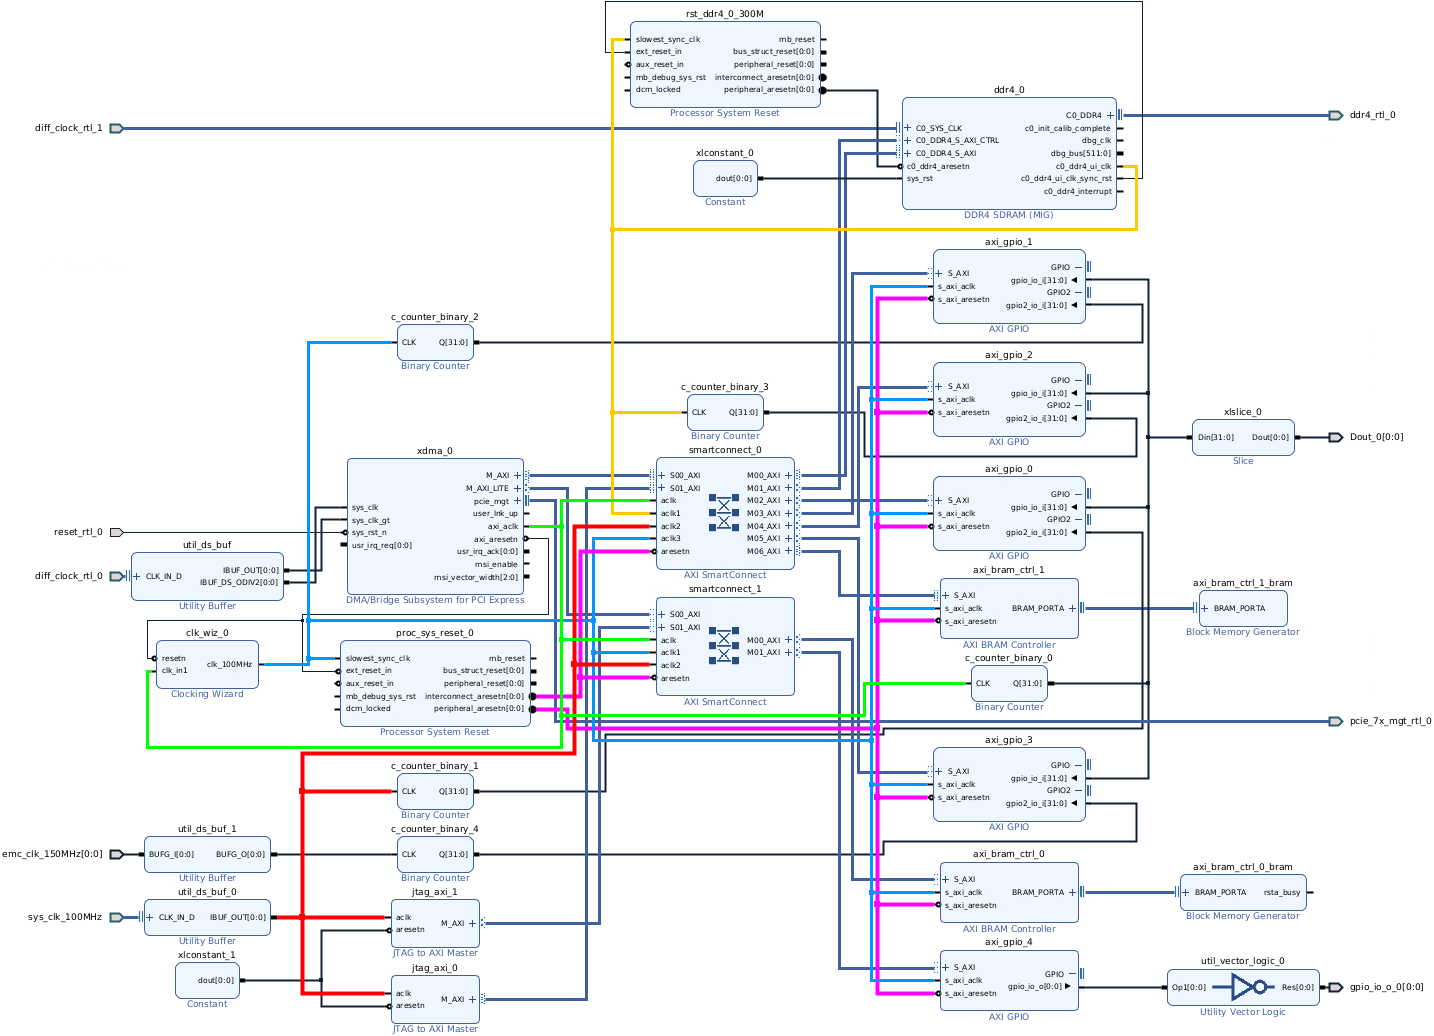 rst_ddr4_0_300M
slowest_sync_clk
ext_reset_in
aux_reset_in
mb_debug_sys_rst
dcm_locked
mb_reset
bus_struct_reset[0:0]
peripheral_reset[0:0]
interconnect_aresetn[0:0]
peripheral_aresetn[0:0]
Processor System Reset
ddr4_0
C0_SYS_CLK
C0_DDR4_S_AXI_CTRL
C0_DDR4_S_AXI
c0_ddr4_aresetn
sys_rst
C0_DDR4
c0_init_calib_complete
dbg_clk
dbg_bus[511:0]
c0_ddr4_ui_clk
c0_ddr4_ui_clk_sync_rst
c0_ddr4_interrupt
DDR4 SDRAM (MIG)
diff_clock_rtl_1
ddr4_rtl_0
xlconstant_0
dout[0:0]
Constant
axi_gpio_1
S_AXI
s_axi_aclk
s_axi_aresetn
GPIO
gpio_io_i[31:0]
GPIO2
gpio2_io_i[31:0]
AXI GPIO
c_counter_binary_2
CLK
Q[31:0]
Binary Counter
axi_gpio_2
S_AXI
s_axi_aclk
s_axi_aresetn
GPIO
gpio_io_i[31:0]
GPIO2
gpio2_io_i[31:0]
AXI GPIO
c_counter_binary_3
CLK
Q[31:0]
Binary Counter
xlslice_0
Din[31:0]
Dout[0:0]
Slice
Dout_0[0:0]
xdma_0
sys_clk
sys_clk_gt
sys_rst_n
usr_irq_req[0:0]
M_AXI
M_AXI_LITE
pcie_mgt
user_lnk_up
axi_aclk
axi_aresetn
usr_irq_ack[0:0]
msi_enable
msi_vector_width[2:0]
DMA/Bridge Subsystem for PCI Express
smartconnect_0
S00_AXI
S01_AXI
aclk
aclk1
aclk2
aclk3
aresetn
M00_AXI
M01_AXI
M02_AXI
M03_AXI
M04_AXI
M05_AXI
M06_AXI
AXI SmartConnect
axi_gpio_0
S_AXI
s_axi_aclk
s_axi_aresetn
GPIO
gpio_io_i[31:0]
GPIO2
gpio2_io_i[31:0]
AXI GPIO
reset_rtl_0
diff_clock_rtl_0
util_ds_buf
CLK_IN_D
IBUF_OUT[0:0]
IBUF_DS_ODIV2[0:0]
Utility Buffer
axi_bram_ctrl_1
S_AXI
s_axi_aclk
s_axi_aresetn
BRAM_PORTA
AXI BRAM Controller
axi_bram_ctrl_1_bram
BRAM_PORTA
Block Memory Generator
smartconnect_1
S00_AXI
S01_AXI
aclk
aclk1
aclk2
aresetn
M00_AXI
M01_AXI
AXI SmartConnect
clk_wiz_0
resetn
clk_in1
clk_100MHz
Clocking Wizard
proc_sys_reset_0
slowest_sync_clk
ext_reset_in
aux_reset_in
mb_debug_sys_rst
dcm_locked
mb_reset
bus_struct_reset[0:0]
peripheral_reset[0:0]
interconnect_aresetn[0:0]
peripheral_aresetn[0:0]
Processor System Reset
c_counter_binary_0
CLK
Q[31:0]
Binary Counter
pcie_7x_mgt_rtl_0
axi_gpio_3
S_AXI
s_axi_aclk
s_axi_aresetn
GPIO
gpio_io_i[31:0]
GPIO2
gpio2_io_i[31:0]
AXI GPIO
c_counter_binary_1
CLK
Q[31:0]
Binary Counter
emc_clk_150MHz[0:0]
util_ds_buf_1
BUFG_I[0:0]
BUFG_O[0:0]
Utility Buffer
c_counter_binary_4
CLK
Q[31:0]
Binary Counter
axi_bram_ctrl_0
S_AXI
s_axi_aclk
s_axi_aresetn
BRAM_PORTA
AXI BRAM Controller
axi_bram_ctrl_0_bram
BRAM_PORTA
rsta_busy
Block Memory Generator
sys_clk_100MHz
util_ds_buf_0
CLK_IN_D
IBUF_OUT[0:0]
Utility Buffer
jtag_axi_1
aclk
aresetn
M_AXI
JTAG to AXI Master
xlconstant_1
dout[0:0]
Constant
jtag_axi_0
aclk
aresetn
M_AXI
JTAG to AXI Master
axi_gpio_4
S_AXI
s_axi_aclk
s_axi_aresetn
GPIO
gpio_io_o[0:0]
AXI GPIO
util_vector_logic_0
Op1[0:0]
Res[0:0]
Utility Vector Logic
gpio_io_o_0[0:0]